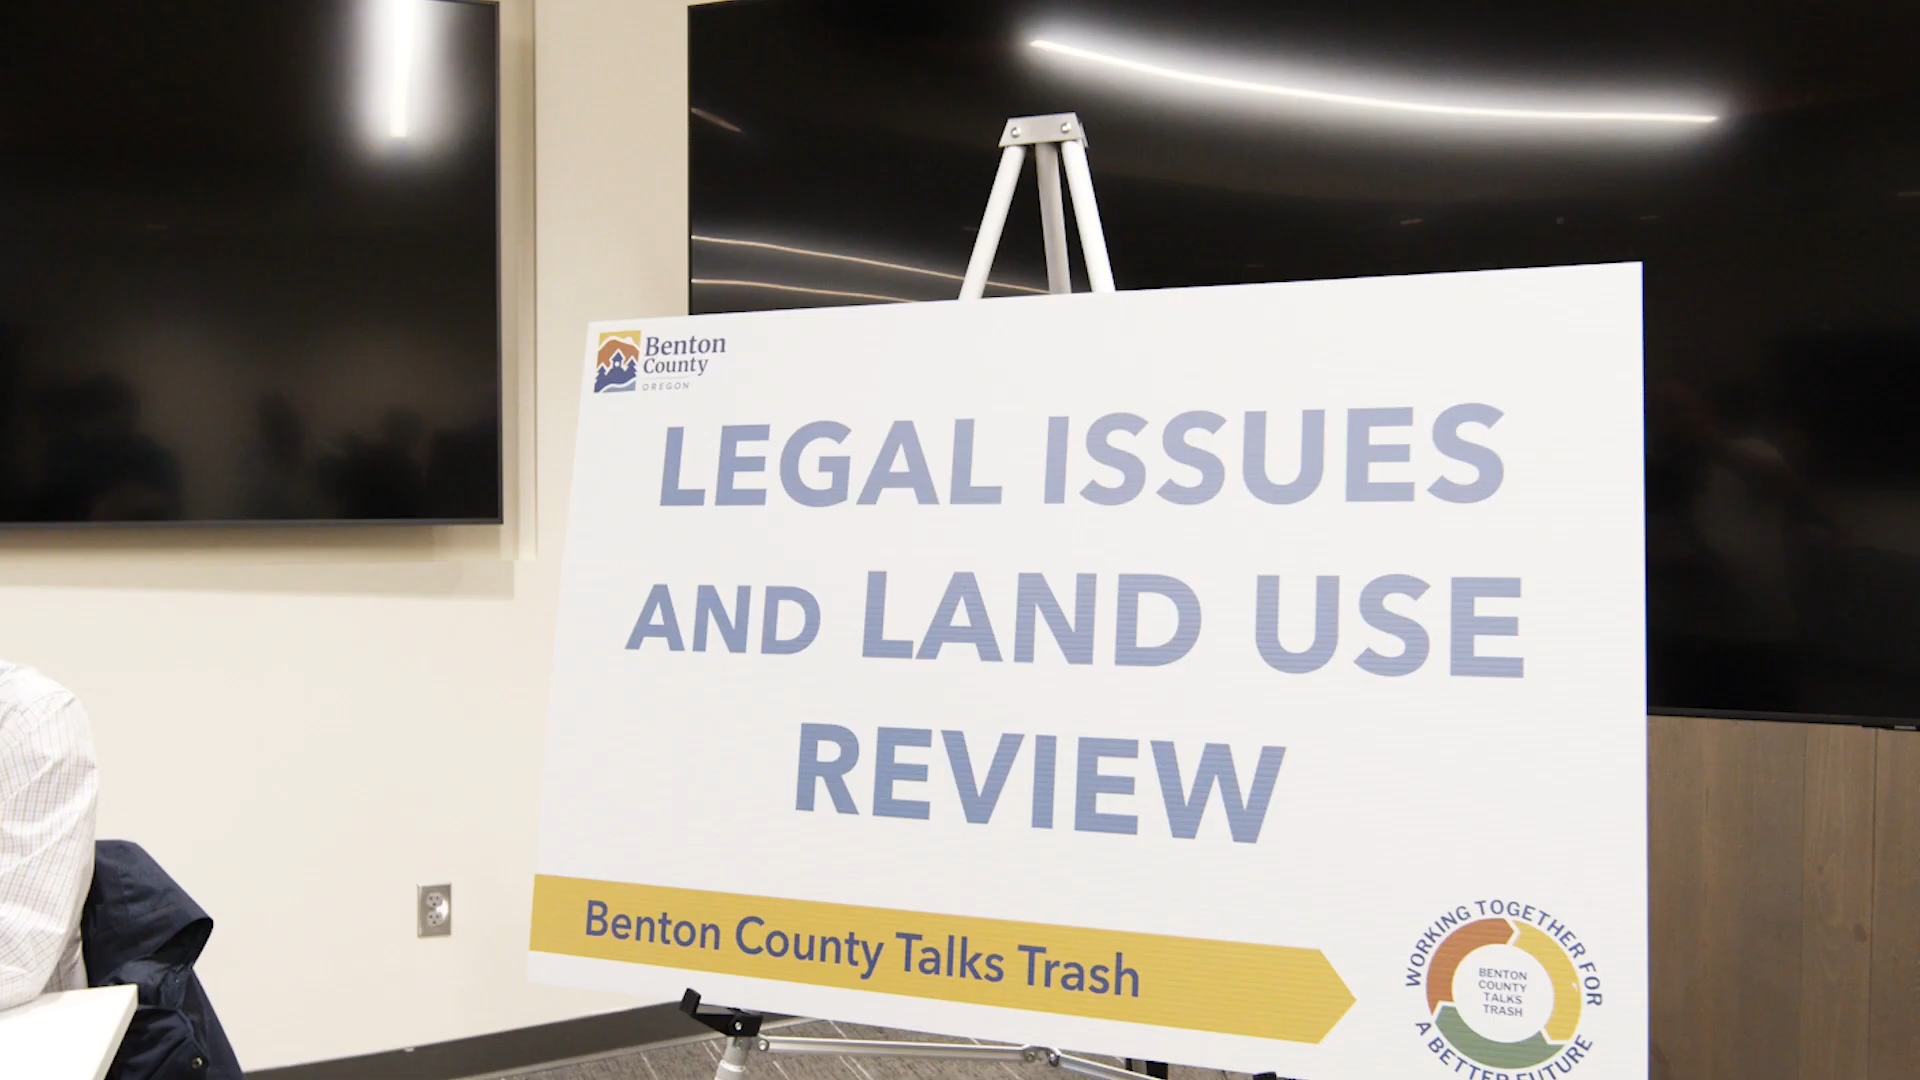 Benton
County
OREGON
LEGAL ISSUES
AND LAND USE
REVIEW
Benton County Talks Trash
WORKING TOGETHER FOR
A BETTER FUTURE
BENTON
COUNTY
TALKS
TRASH